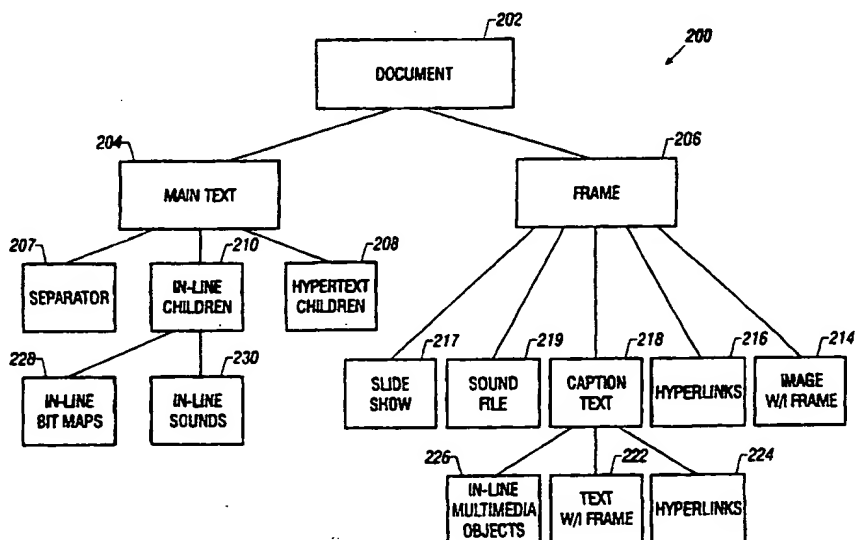 202
200
DOCUMENT
204
206
MAIN TEXT
FRAME
207
210
208
SEPARATOR
IN-LINE
CHILDREN
HYPERTEXT
CHILDREN
217
219
218
216
214
SLIDE
SHOW
SOUND
FILE
CAPTION
TEXT
HYPERLINKS
IMAGE
W/I FRAME
228
230
IN-LINE
BIT MAPS
IN-LINE
SOUNDS
226
222
224
IN-LINE
MULTIMEDIA
OBJECTS
TEXT
W/I FRAME
HYPERLINKS